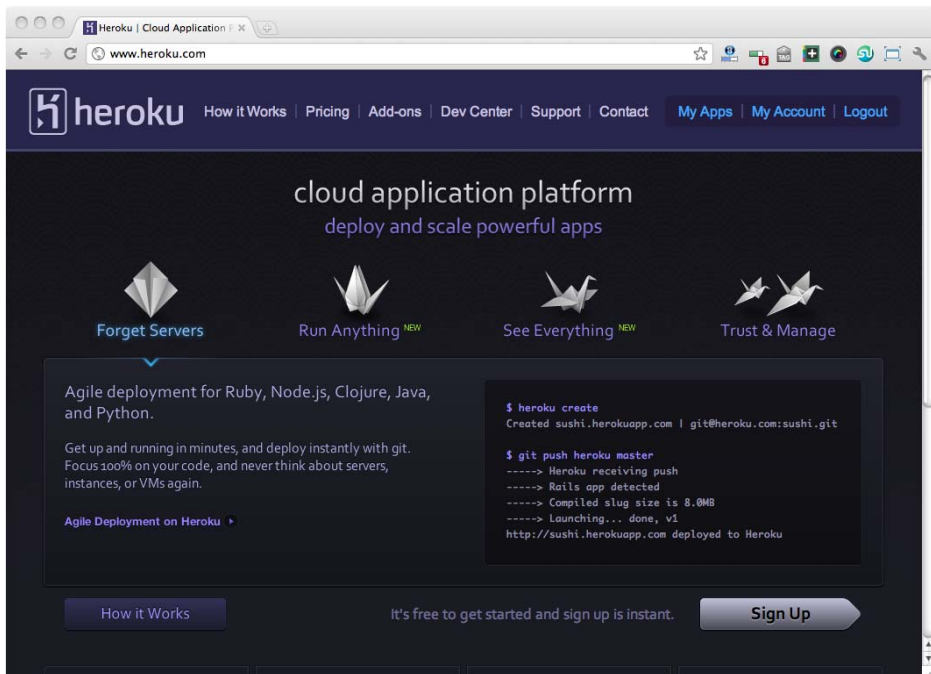 Heroku | Cloud Application P
www.heroku.com
heroku How it Works | Pricing | Add-ons | Dev Center | Support | Contact My Apps | My Account | Logout
cloud application platform
deploy and scale powerful apps
Forget Servers
Run Anything NEW
See Everything NEW
Trust & Manage
Agile deployment for Ruby, Node.js, Clojure, Java,
and Python.
Get up and running in minutes, and deploy instantly with git.
Focus 100% on your code, and never think about servers,
instances, or VMs again.
Agile Deployment on Heroku
$ heroku create
Created sushi.herokuapp.com | git@heroku.com:sushi.git
$ git push heroku master
-----> Heroku receiving push
-----> Rails app detected
-----> Compiled slug size is 8.0MB
-----> Launching... done, v1
http://sushi.herokuapp.com deployed to Heroku
How it Works
It's free to get started and sign up is instant.
Sign Up